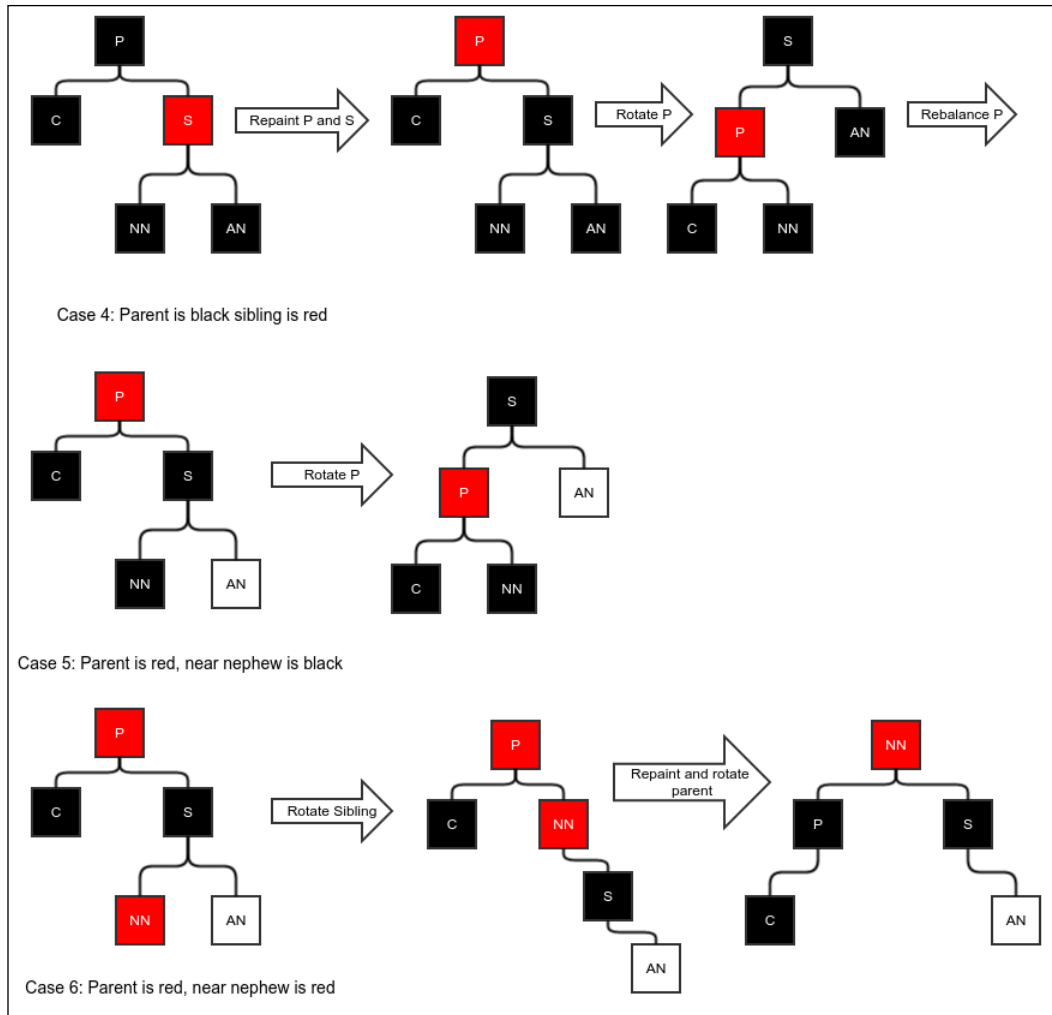 P
P
S
C
S
Repaint P and S
C
S
Rotate P
P
AN
Rebalance P
NN
AN
NN
AN
C
NN
Case 4: Parent is black sibling is red
P
S
C
S
Rotate P
P
AN
NN
AN
C
NN
Case 5: Parent is red, near nephew is black
P
P
NN
C
S
Rotate Sibling
C
NN
Repaint and rotate
parent
P
S
NN
AN
S
C
AN
AN
Case 6: Parent is red, near nephew is red